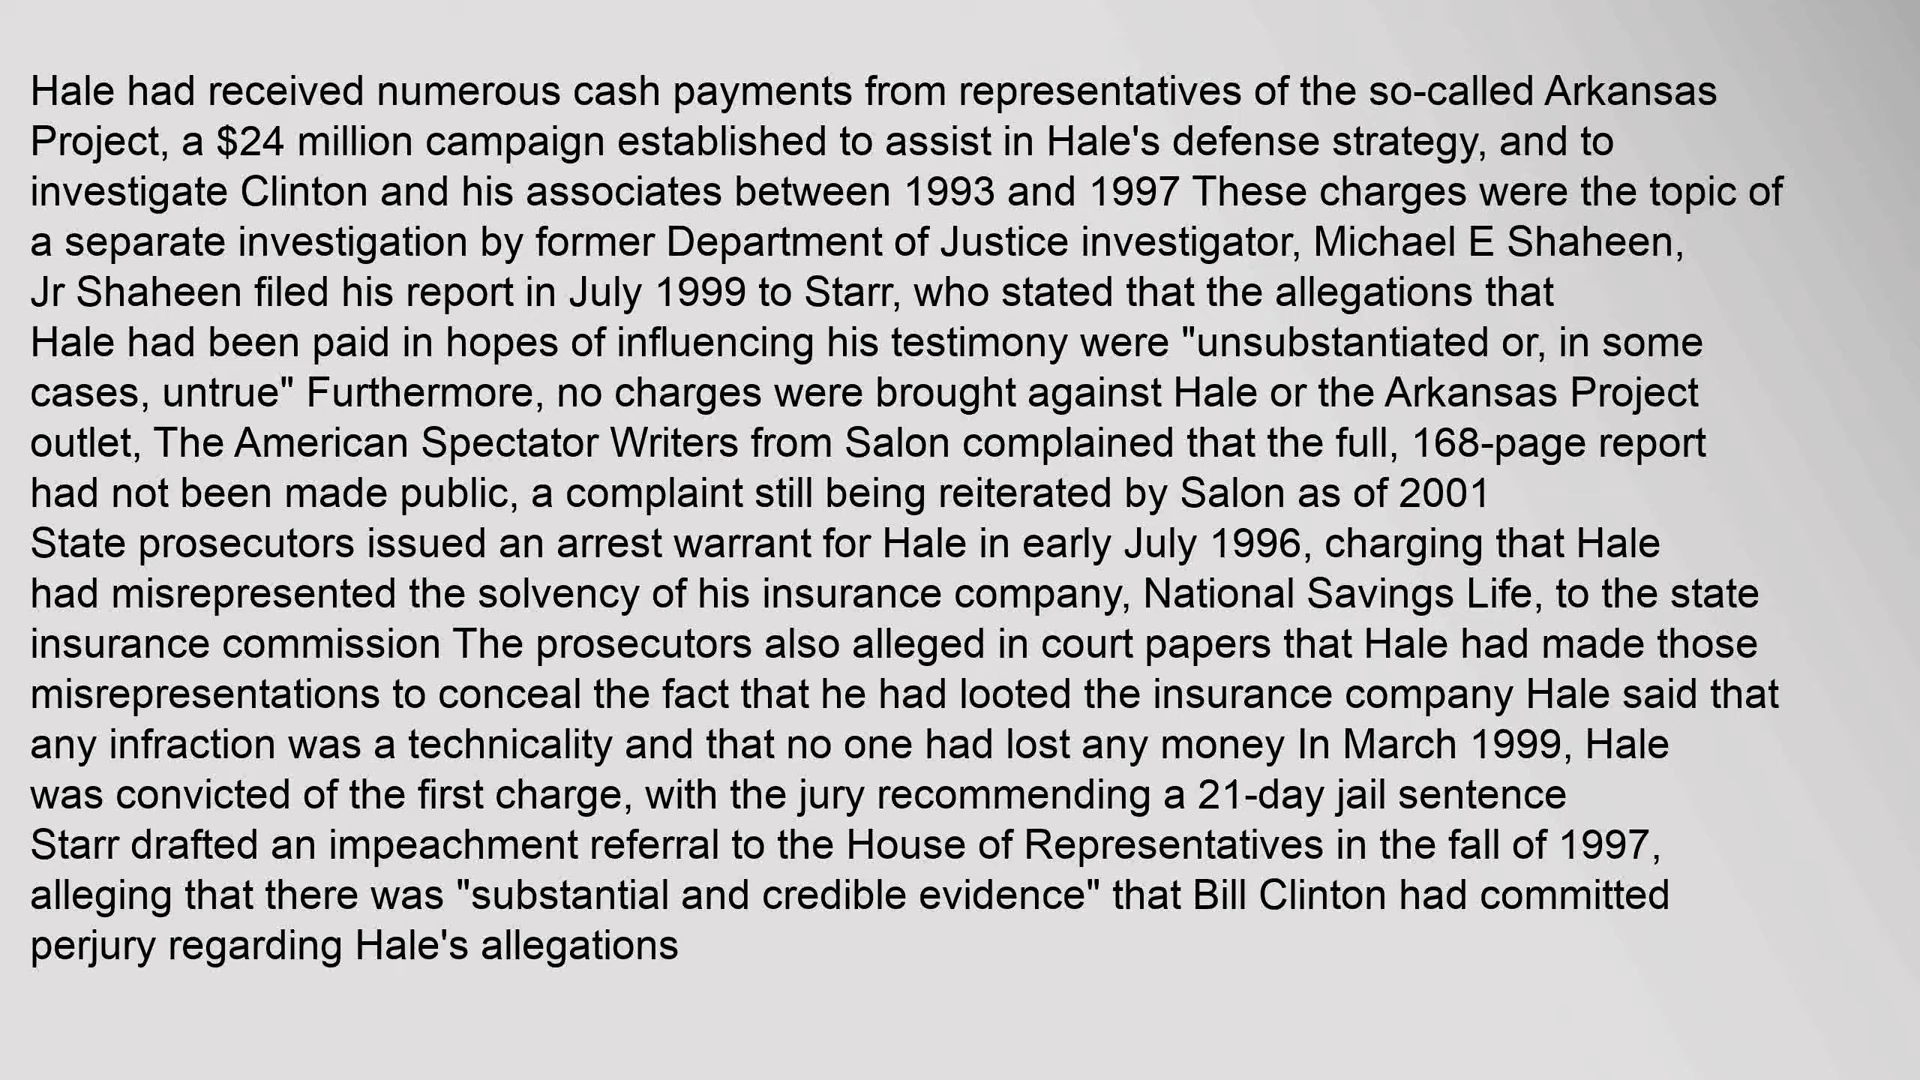 Hale had received numerous cash payments from representatives of the so-called Arkansas
Project, a $24 million campaign established to assist in Hale's defense strategy, and to
investigate Clinton and his associates between 1993 and 1997 These charges were the topic of
a separate investigation by former Department of Justice investigator, Michael E Shaheen,
Jr Shaheen filed his report in July 1999 to Starr, who stated that the allegations that
Hale had been paid in hopes of influencing his testimony were "unsubstantiated or, in some
cases, untrue" Furthermore, no charges were brought against Hale or the Arkansas Project
outlet, The American Spectator Writers from Salon complained that the full, 168-page report
had not been made public, a complaint still being reiterated by Salon as of 2001
State prosecutors issued an arrest warrant for Hale in early July 1996, charging that Hale
had misrepresented the solvency of his insurance company, National Savings Life, to the state
insurance commission The prosecutors also alleged in court papers that Hale had made those
misrepresentations to conceal the fact that he had looted the insurance company Hale said that
any infraction was a technicality and that no one had lost any money In March 1999, Hale
was convicted of the first charge, with the jury recommending a 21-day jail sentence
Starr drafted an impeachment referral to the House of Representatives in the fall of 1997,
alleging that there was "substantial and credible evidence" that Bill Clinton had committed
perjury regarding Hale's allegations